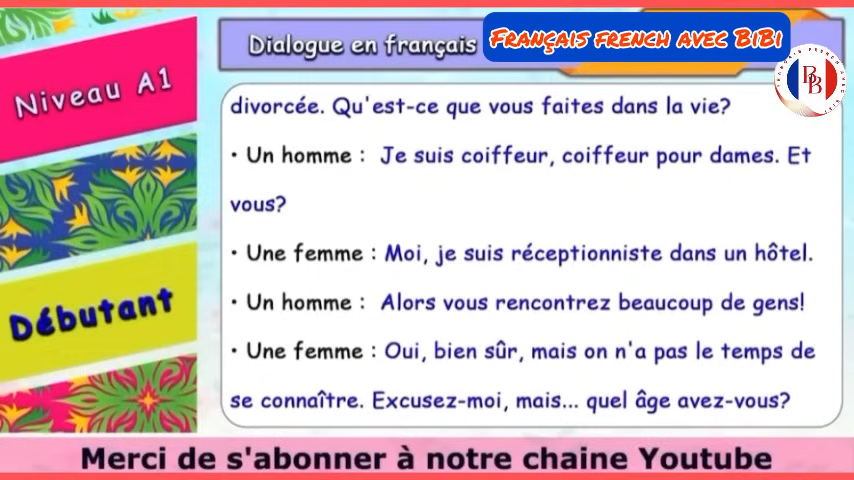 Niveau A1
Débutant
Dialogue en français
Français french avec BiBi
divorcée. Qu'est-ce que vous faites dans la vie?
• Un homme : Je suis coiffeur, coiffeur pour dames. Et
vous?
• Une femme : Moi, je suis réceptionniste dans un hôtel.
• Un homme : Alors vous rencontrez beaucoup de gens!
• Une femme : Oui, bien sûr, mais on n'a pas le temps de
se connaître. Excusez-moi, mais... quel âge avez-vous?
Merci de s'abonner à notre chaine Youtube